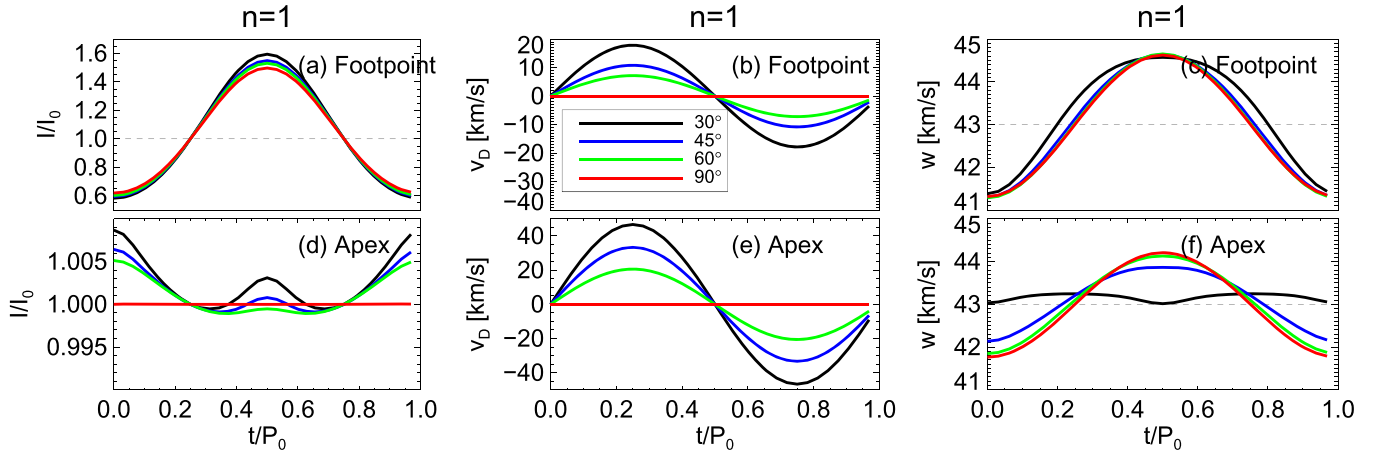 n=1
n=1
n=1
1.6
1.4
1.2
1.0
0.8
0.6
I/I₀
(a) Footpoint
20
10
0
−10
−20
−30
−40
v_D [km/s]
(b) Footpoint
30°
45°
60°
90°
45
44
43
42
41
w [km/s]
(c) Footpoint
1.005
1.000
0.995
I/I₀
(d) Apex
0.0 0.2 0.4 0.6 0.8 1.0
t/P₀
40
20
0
−20
−40
v_D [km/s]
(e) Apex
0.0 0.2 0.4 0.6 0.8 1.0
t/P₀
45
44
43
42
41
w [km/s]
(f) Apex
0.0 0.2 0.4 0.6 0.8 1.0
t/P₀